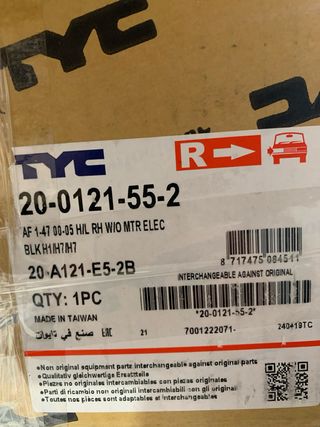 TYC
TYC R
20-0121-55-2
AF 1-47 00-05 H/L RH W/O MTR ELEC
BLK H1/H7/H7
20-A121-E5-2B
8 717475 084511
INTERCHANGEABLE AGAINST ORIGINAL
QTY: 1PC
MADE IN TAIWAN
*20-0121-55-2*
صنع في تايوان EAC 21 7001222071- 240419TC
●Non original equipment parts interchangeable against original parts
●Qualitativ gleichwertige Ersatzteile
●Piezas no originales intercambiables con piezas originales
●Parti di ricambio non originali intercambiabili con gli originali
●Toutes nos pièces sont adaptables et interchangeables à l'origine